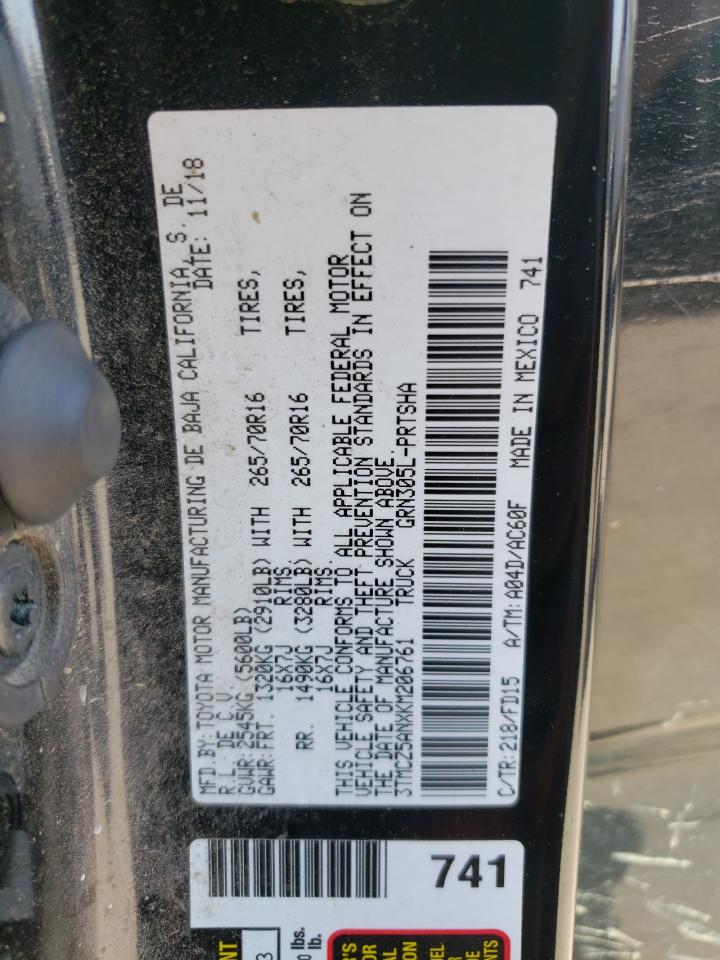 MFD.BY:TOYOTA MOTOR MANUFACTURING DE BAJA CALIFORNIA, S. DE
R.L. DE C.V. DATE: 11/18
GVWR:2545KG (5600LB)
GAWR:FRT. 1320KG (2910LB) WITH 265/70R16 TIRES,
16X7J RIMS.
RR. 1490KG (3280LB) WITH 265/70R16 TIRES,
16X7J RIMS.
THIS VEHICLE CONFORMS TO ALL APPLICABLE FEDERAL MOTOR
VEHICLE SAFETY AND THEFT PREVENTION STANDARDS IN EFFECT ON
THE DATE OF MANUFACTURE SHOWN ABOVE.
3TMCZ5ANXKM206761 TRUCK GRN305L-PRTSHA
C/TR:218/FD15 A/TM:A04D/AC60F MADE IN MEXICO 741
741
lbs.
lb.